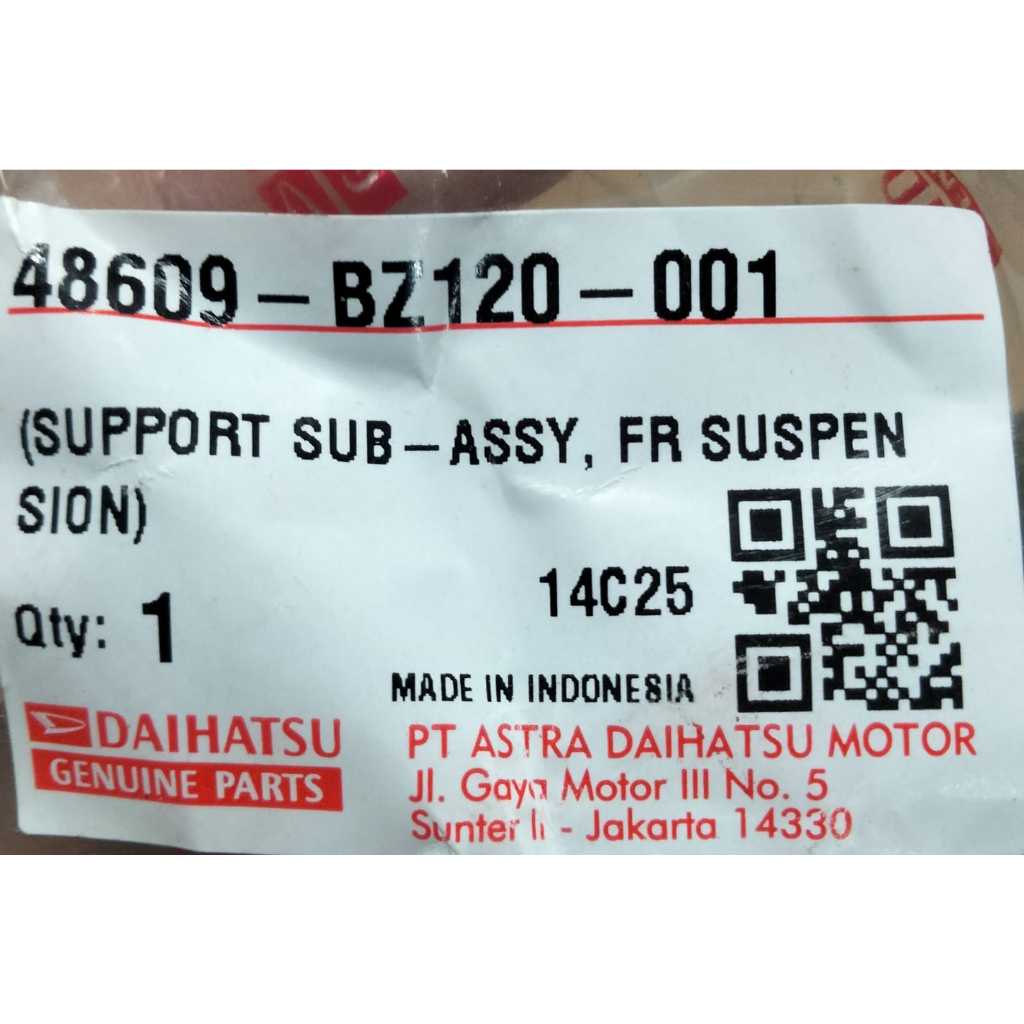 48609-BZ120-001
(SUPPORT SUB-ASSY, FR SUSPEN
SION)
14C25
Qty: 1
MADE IN INDONESIA
DAIHATSU
GENUINE PARTS
PT ASTRA DAIHATSU MOTOR
Jl. Gaya Motor III No. 5
Sunter II - Jakarta 14330